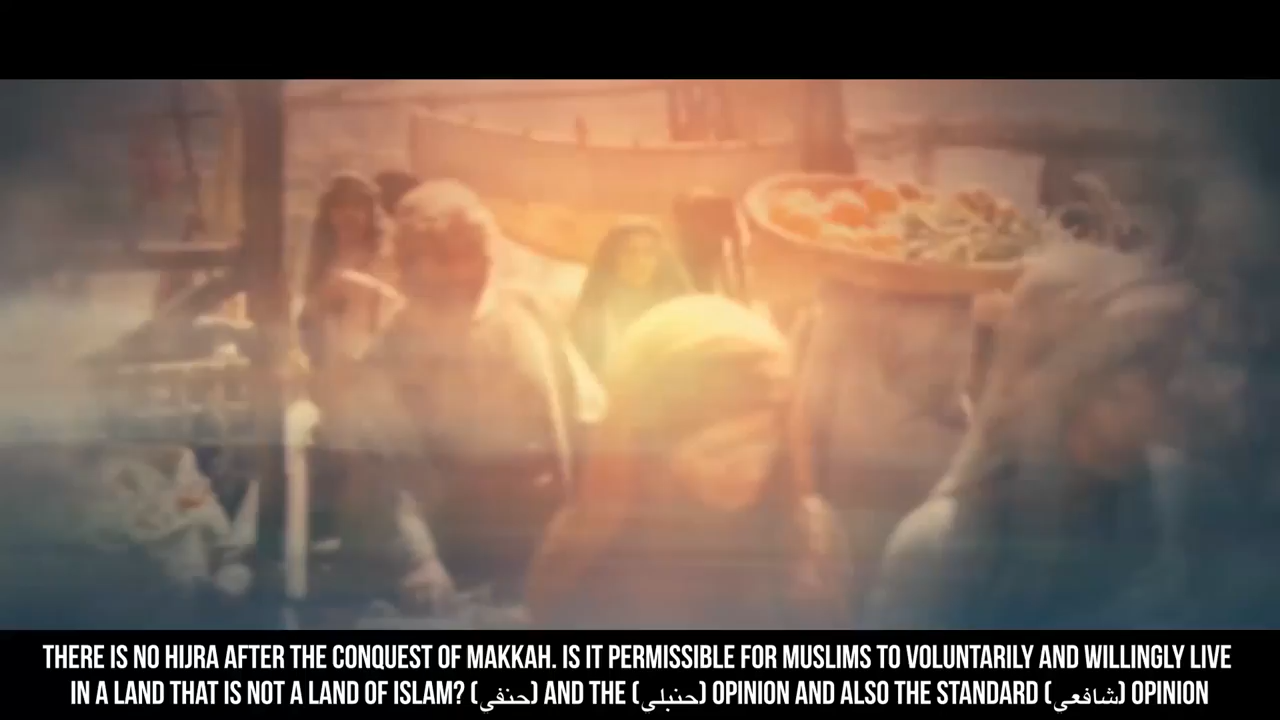 THERE IS NO HIJRA AFTER THE CONQUEST OF MAKKAH. IS IT PERMISSIBLE FOR MUSLIMS TO VOLUNTARILY AND WILLINGLY LIVE
IN A LAND THAT IS NOT A LAND OF ISLAM? (حنفي) AND THE (حنبلي) OPINION AND ALSO THE STANDARD (شافعي) OPINION